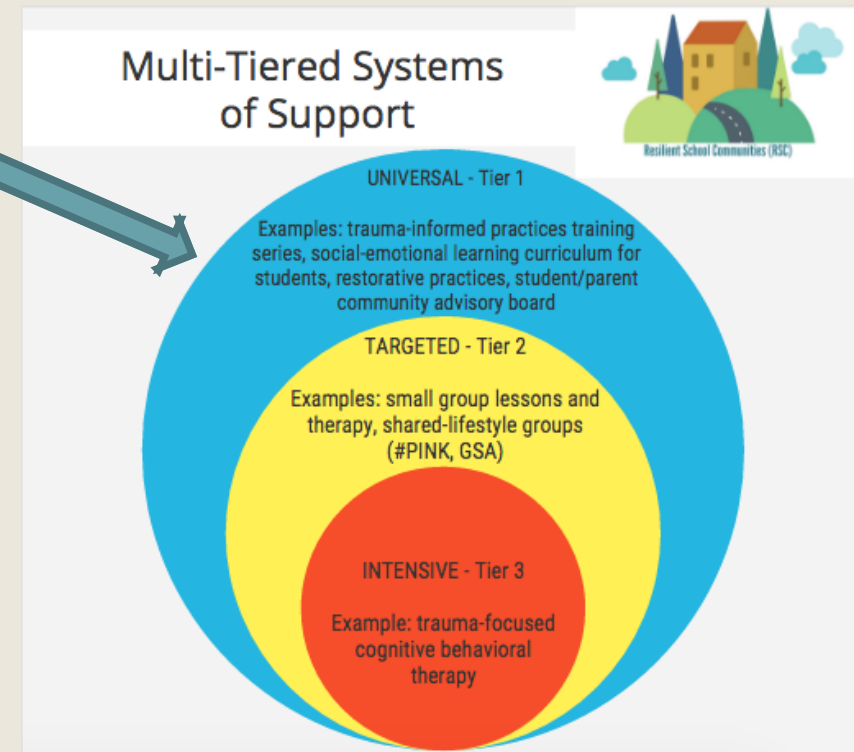 Multi-Tiered Systems
of Support
Resilient School Communities (RSC)
UNIVERSAL - Tier 1
Examples: trauma-informed practices training
series, social-emotional learning curriculum for
students, restorative practices, student/parent
community advisory board
TARGETED - Tier 2
Examples: small group lessons and
therapy, shared-lifestyle groups
(#PINK, GSA)
INTENSIVE - Tier 3
Example: trauma-focused
cognitive behavioral
therapy